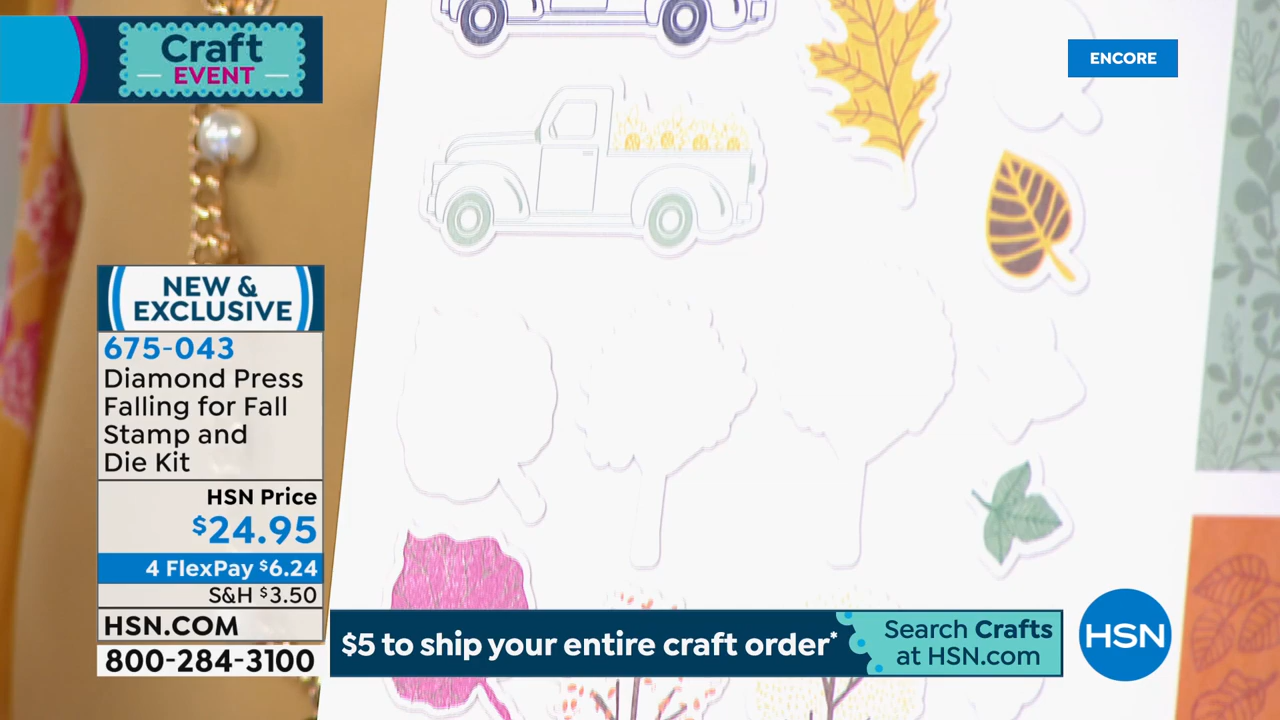 Craft
EVENT
ENCORE
NEW &
EXCLUSIVE
675-043
Diamond Press
Falling for Fall
Stamp and
Die Kit
HSN Price
$24.95
4 FlexPay $6.24
S&H $3.50
HSN.COM
800-284-3100
$5 to ship your entire craft order*
Search Crafts
at HSN.com
HSN